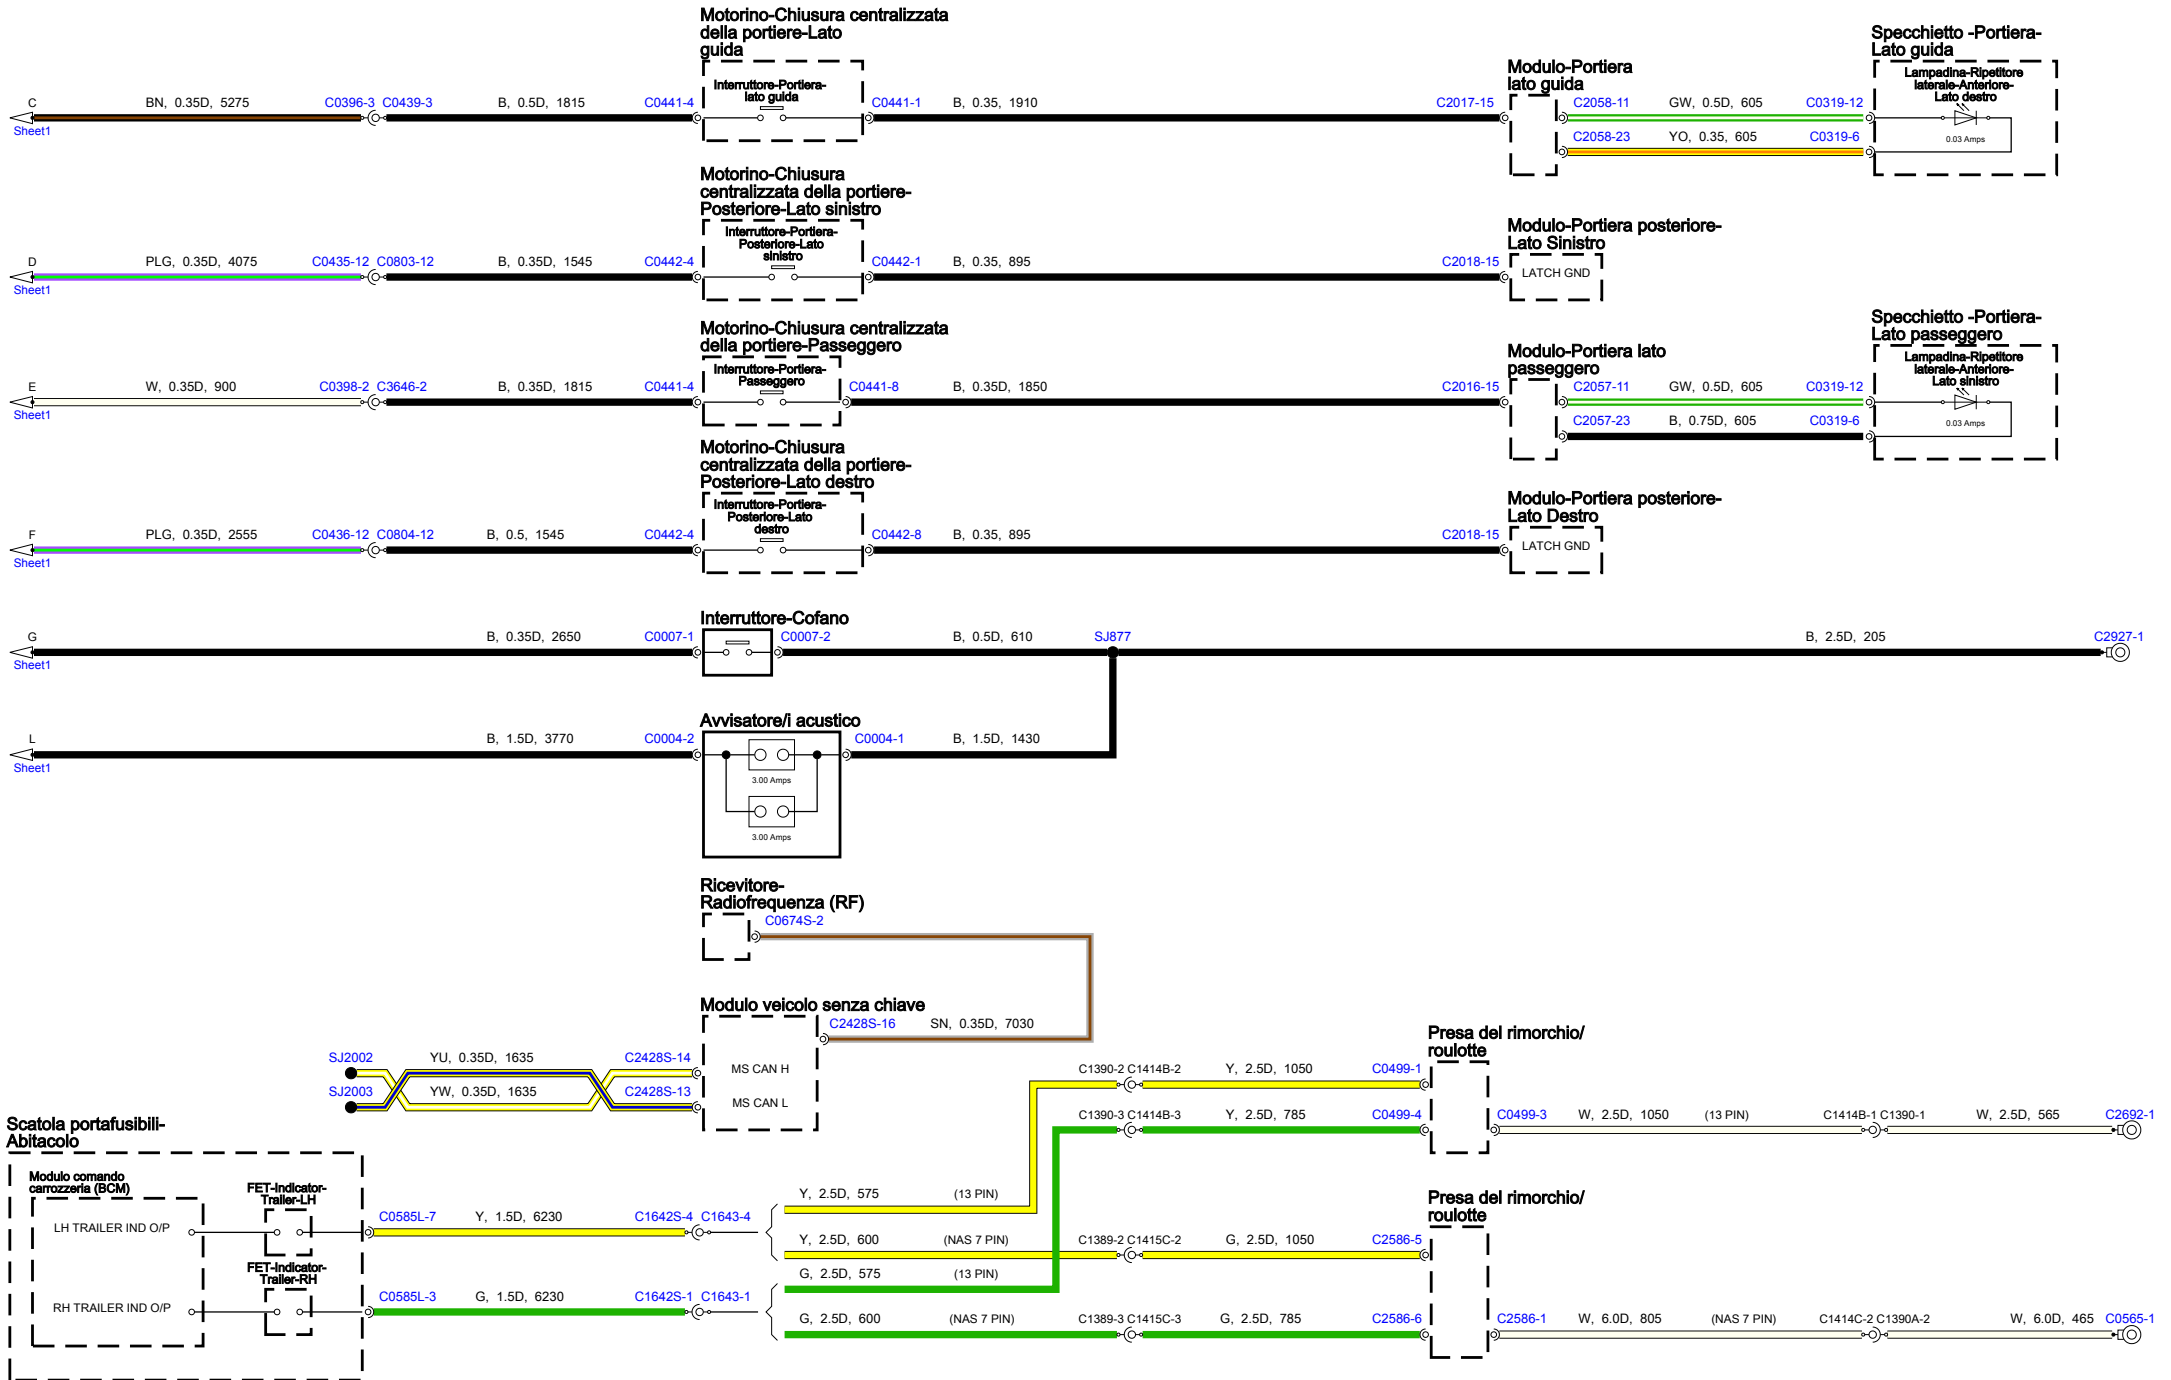 Motorino-Chiusura centralizzata
della portiere-Lato
guida
Interruttore-Portiera-
lato guida
C
Sheet1
BN, 0.35D, 5275
C0396-3 C0439-3
B, 0.5D, 1815
C0441-4
C0441-1
B, 0.35, 1910
C2017-15
Modulo-Portiera
lato guida
C2058-11
GW, 0.5D, 605
C0319-12
C2058-23
YO, 0.35, 605
C0319-6
Specchietto -Portiera-
Lato guida
Lampadina-Ripetitore
laterale-Anteriore-
Lato destro
0.03 Amps
Motorino-Chiusura
centralizzata della portiere-
Posteriore-Lato sinistro
Interruttore-Portiera-
Posteriore-Lato
sinistro
D
Sheet1
PLG, 0.35D, 4075
C0435-12 C0803-12
B, 0.35D, 1545
C0442-4
C0442-1
B, 0.35, 895
C2018-15
Modulo-Portiera posteriore-
Lato Sinistro
LATCH GND
Motorino-Chiusura centralizzata
della portiere-Passeggero
Interruttore-Portiera-
Passeggero
E
Sheet1
W, 0.35D, 900
C0398-2 C3646-2
B, 0.35D, 1815
C0441-4
C0441-8
B, 0.35D, 1850
C2016-15
Modulo-Portiera lato
passeggero
C2057-11
GW, 0.5D, 605
C0319-12
C2057-23
B, 0.75D, 605
C0319-6
Specchietto -Portiera-
Lato passeggero
Lampadina-Ripetitore
laterale-Anteriore-
Lato sinistro
0.03 Amps
Motorino-Chiusura
centralizzata della portiere-
Posteriore-Lato destro
Interruttore-Portiera-
Posteriore-Lato
destro
F
Sheet1
PLG, 0.35D, 2555
C0436-12 C0804-12
B, 0.5, 1545
C0442-4
C0442-8
B, 0.35, 895
C2018-15
Modulo-Portiera posteriore-
Lato Destro
LATCH GND
Interruttore-Cofano
G
Sheet1
B, 0.35D, 2650
C0007-1
C0007-2
B, 0.5D, 610
SJ877
B, 2.5D, 205
C2927-1
Avvisatore/i acustico
L
Sheet1
B, 1.5D, 3770
C0004-2
C0004-1
B, 1.5D, 1430
3.00 Amps
3.00 Amps
Ricevitore-
Radiofrequenza (RF)
C0674S-2
Modulo veicolo senza chiave
C2428S-16
SN, 0.35D, 7030
SJ2002
YU, 0.35D, 1635
C2428S-14
MS CAN H
SJ2003
YW, 0.35D, 1635
C2428S-13
MS CAN L
Presa del rimorchio/
roulotte
C1390-2 C1414B-2
Y, 2.5D, 1050
C0499-1
C1390-3 C1414B-3
Y, 2.5D, 785
C0499-4
C0499-3
W, 2.5D, 1050
(13 PIN)
C1414B-1 C1390-1
W, 2.5D, 565
C2692-1
Scatola portafusibili-
Abitacolo
Modulo comando
carrozzeria (BCM)
FET-Indicator-
Trailer-LH
LH TRAILER IND O/P
C0585L-7
Y, 1.5D, 6230
C1642S-4 C1643-4
Y, 2.5D, 575
(13 PIN)
Y, 2.5D, 600
(NAS 7 PIN)
C1389-2 C1415C-2
G, 2.5D, 1050
C2586-5
Presa del rimorchio/
roulotte
FET-Indicator-
Trailer-RH
RH TRAILER IND O/P
C0585L-3
G, 1.5D, 6230
C1642S-1 C1643-1
G, 2.5D, 575
(13 PIN)
G, 2.5D, 600
(NAS 7 PIN)
C1389-3 C1415C-3
G, 2.5D, 785
C2586-6
C2586-1
W, 6.0D, 805
(NAS 7 PIN)
C1414C-2 C1390A-2
W, 6.0D, 465
C0565-1